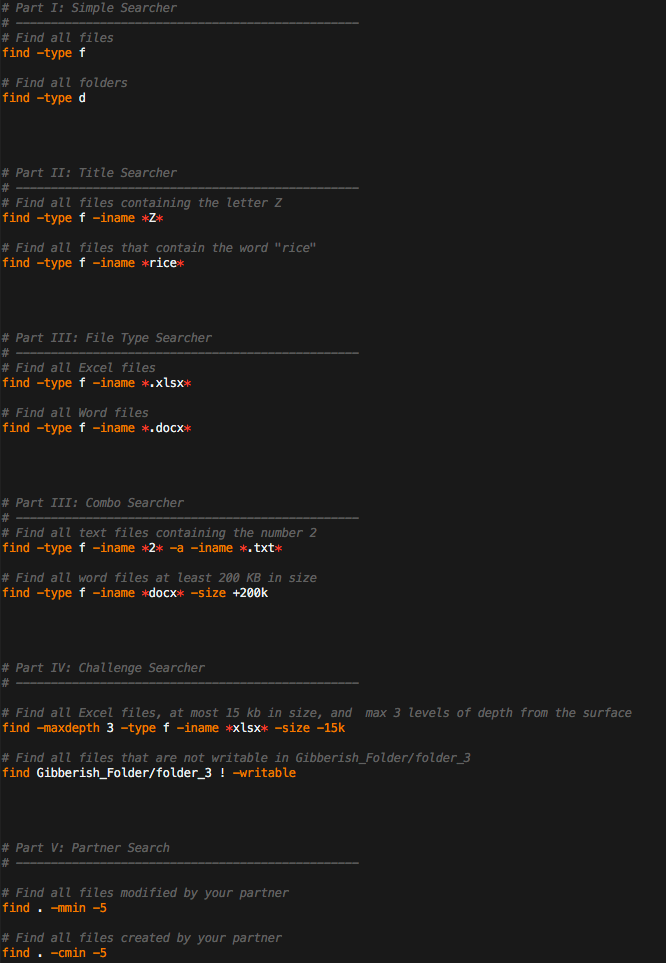 # Part I: Simple Searcher
# -------------------------------------------------
# Find all files
find -type f
# Find all folders
find -type d
# Part II: Title Searcher
# -------------------------------------------------
# Find all files containing the letter Z
find -type f -iname *Z*
# Find all files that contain the word "rice"
find -type f -iname *rice*
# Part III: File Type Searcher
# -------------------------------------------------
# Find all Excel files
find -type f -iname *.xlsx*
# Find all Word files
find -type f -iname *.docx*
# Part III: Combo Searcher
# -------------------------------------------------
# Find all text files containing the number 2
find -type f -iname *2* -a -iname *.txt*
# Find all word files at least 200 KB in size
find -type f -iname *docx* -size +200k
# Part IV: Challenge Searcher
# -------------------------------------------------
# Find all Excel files, at most 15 kb in size, and  max 3 levels of depth from the surface
find -maxdepth 3 -type f -iname *xlsx* -size -15k
# Find all files that are not writable in Gibberish_Folder/folder_3
find Gibberish_Folder/folder_3 ! -writable
# Part V: Partner Search
# -------------------------------------------------
# Find all files modified by your partner
find . -mmin -5
# Find all files created by your partner
find . -cmin -5